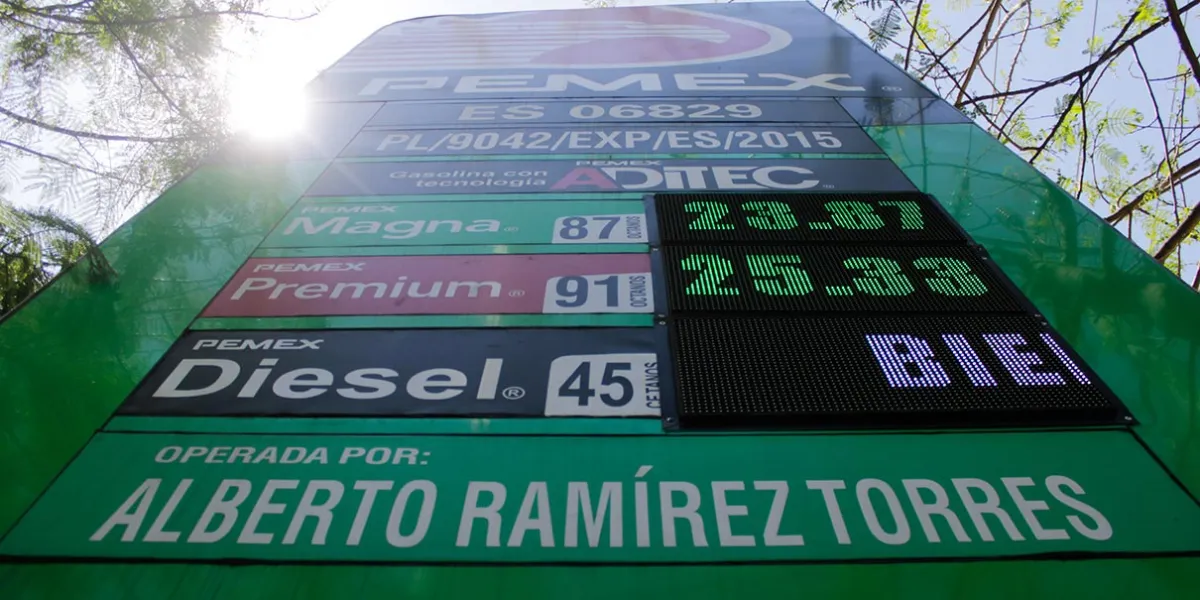 PEMEX®
ES 06829
PL/9042/EXP/ES/2015
Gasolina con tecnología PEMEX ADITEC ™
PEMEX
Magna® 87 OCTANOS 23.87
PEMEX
Premium® 91 OCTANOS 25.33
PEMEX
Diesel® 45 CETANOS BIE
OPERADA POR:
ALBERTO RAMÍREZ TORRES